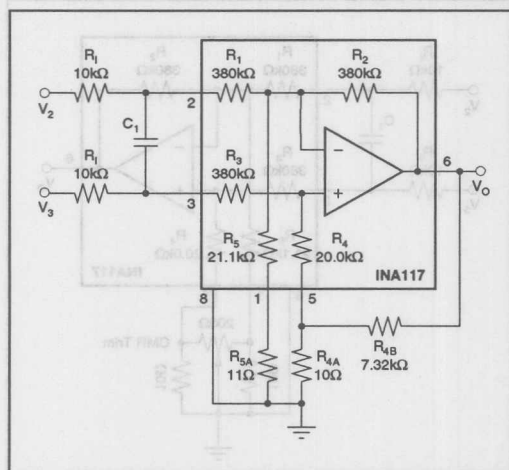 R₁ R₁ R₂
10kΩ 380kΩ 380kΩ
V₂
2
C₁
R₁ R₃ 6
10kΩ 380kΩ V₀
V₃
3
R₅ R₄
21.1kΩ 20.0kΩ
INA117
8 1 5
R₄B
7.32kΩ
R₅A R₄A
11Ω 10Ω